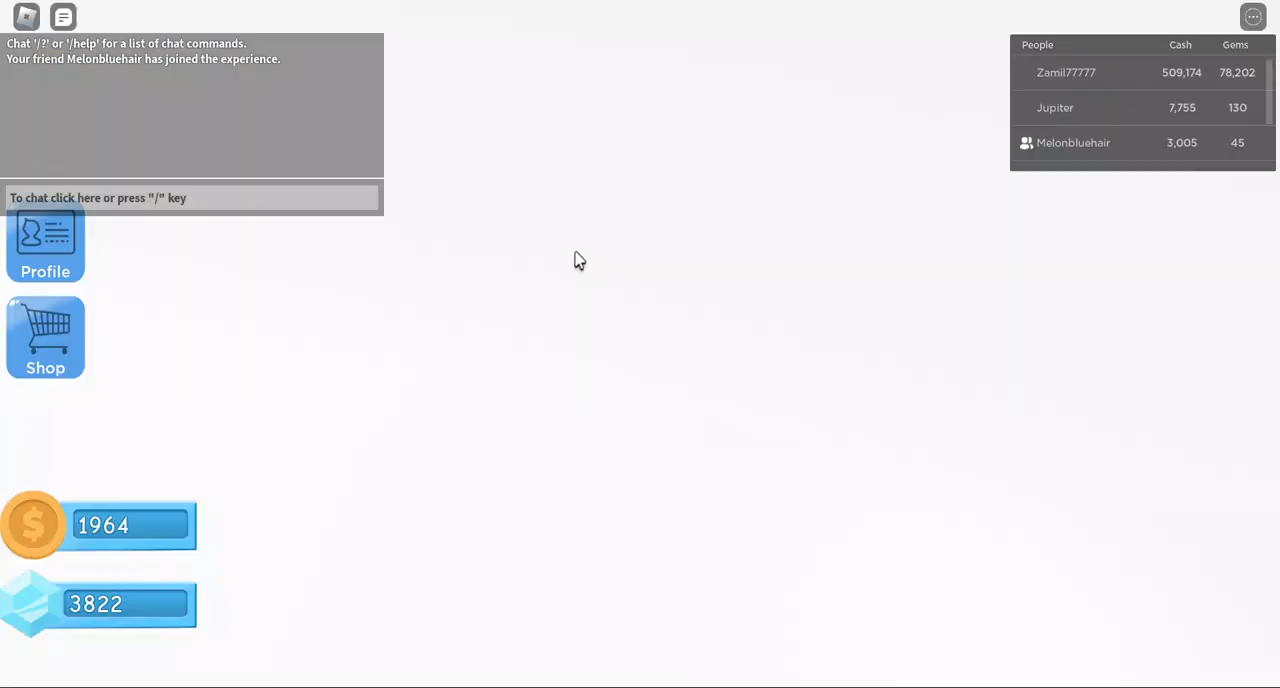 Chat '/?' or '/help' for a list of chat commands.
Your friend Melonbluehair has joined the experience.
To chat click here or press "/" key
Profile
Shop
1964
3822
People Cash Gems
Zamil77777 509,174 78,202
Jupiter 7,755 130
Melonbluehair 3,005 45